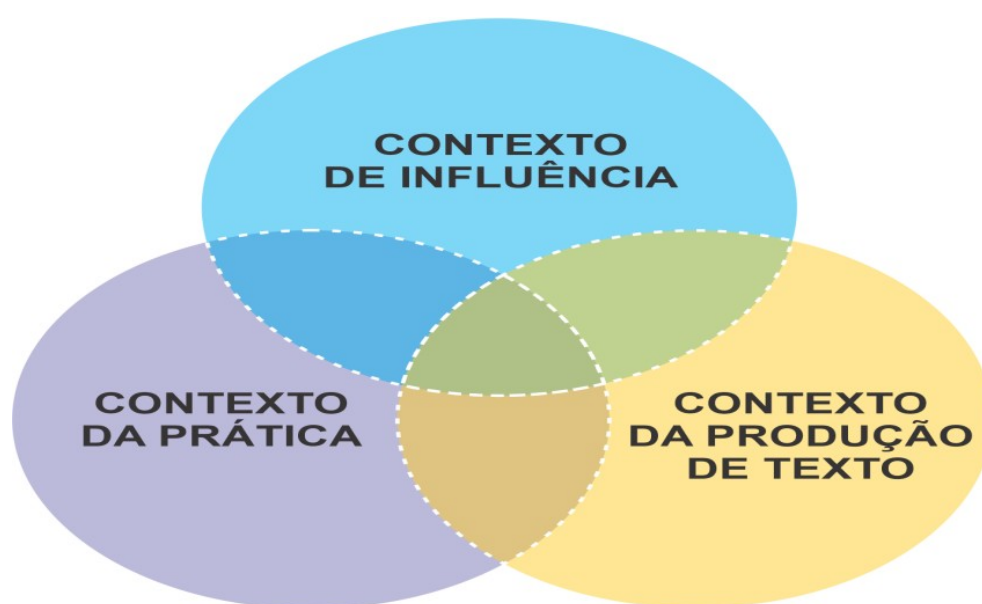 CONTEXTO
DE INFLUÊNCIA
CONTEXTO
DA PRÁTICA
CONTEXTO
DA PRODUÇÃO
DE TEXTO